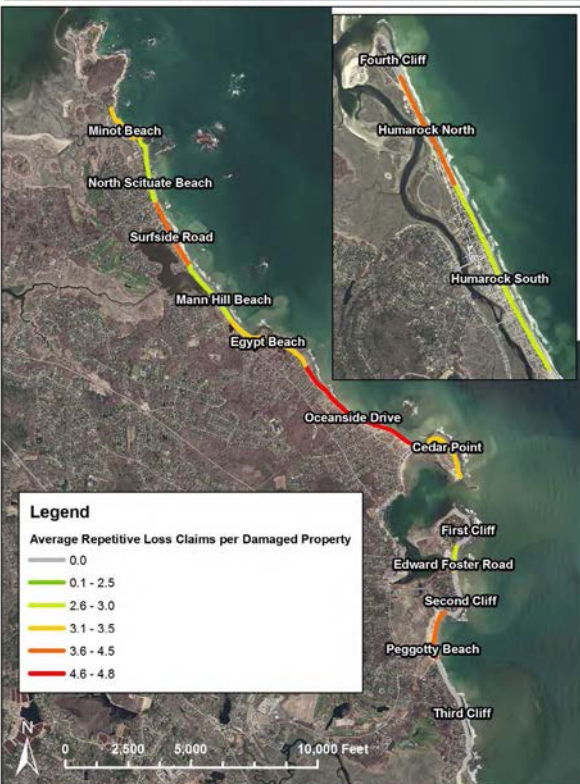 Fourth Cliff
Minot Beach
Humarock North
North Scituate Beach
Surfside Road
Humarock South
Mann Hill Beach
Egypt Beach
Oceanside Drive
Cedar Point
First Cliff
Edward Foster Road
Second Cliff
Peggotty Beach
Third Cliff
Legend
Average Repetitive Loss Claims per Damaged Property
0.0
0.1 - 2.5
2.6 - 3.0
3.1 - 3.5
3.6 - 4.5
4.6 - 4.8
N
0 2,500 5,000 10,000 Feet